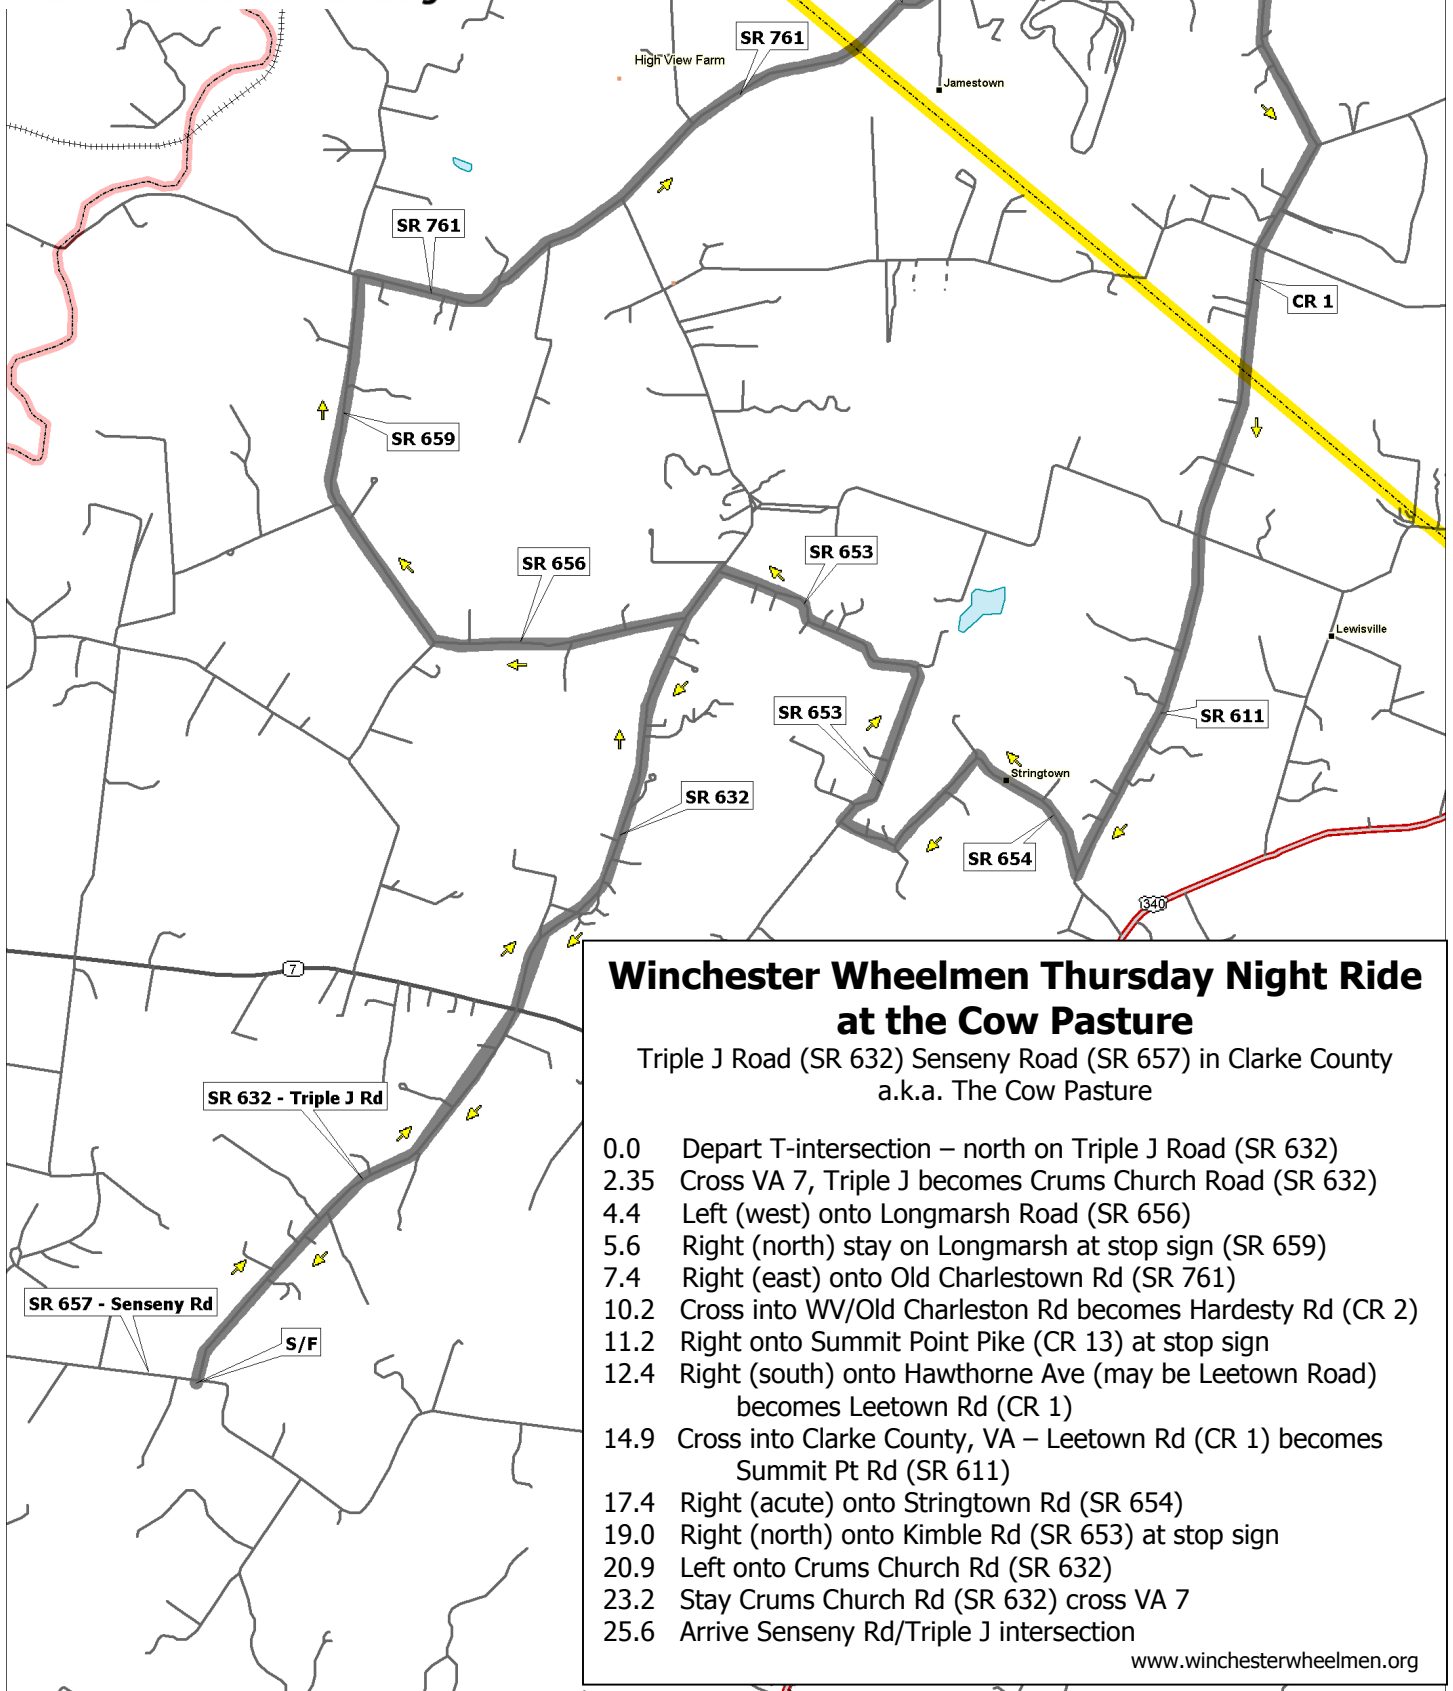 SR 761
High View Farm
Jamestown
SR 761
CR 1
SR 659
SR 656
SR 653
Lewisville
SR 653
SR 611
Stringtown
SR 632
SR 654
340
7
SR 632 - Triple J Rd
SR 657 - Senseny Rd
S/F
Winchester Wheelmen Thursday Night Ride
at the Cow Pasture
Triple J Road (SR 632) Senseny Road (SR 657) in Clarke County
a.k.a. The Cow Pasture
0.0 Depart T-intersection – north on Triple J Road (SR 632)
2.35 Cross VA 7, Triple J becomes Crums Church Road (SR 632)
4.4 Left (west) onto Longmarsh Road (SR 656)
5.6 Right (north) stay on Longmarsh at stop sign (SR 659)
7.4 Right (east) onto Old Charlestown Rd (SR 761)
10.2 Cross into WV/Old Charleston Rd becomes Hardesty Rd (CR 2)
11.2 Right onto Summit Point Pike (CR 13) at stop sign
12.4 Right (south) onto Hawthorne Ave (may be Leetown Road)
becomes Leetown Rd (CR 1)
14.9 Cross into Clarke County, VA – Leetown Rd (CR 1) becomes
Summit Pt Rd (SR 611)
17.4 Right (acute) onto Stringtown Rd (SR 654)
19.0 Right (north) onto Kimble Rd (SR 653) at stop sign
20.9 Left onto Crums Church Rd (SR 632)
23.2 Stay Crums Church Rd (SR 632) cross VA 7
25.6 Arrive Senseny Rd/Triple J intersection
www.winchesterwheelmen.org